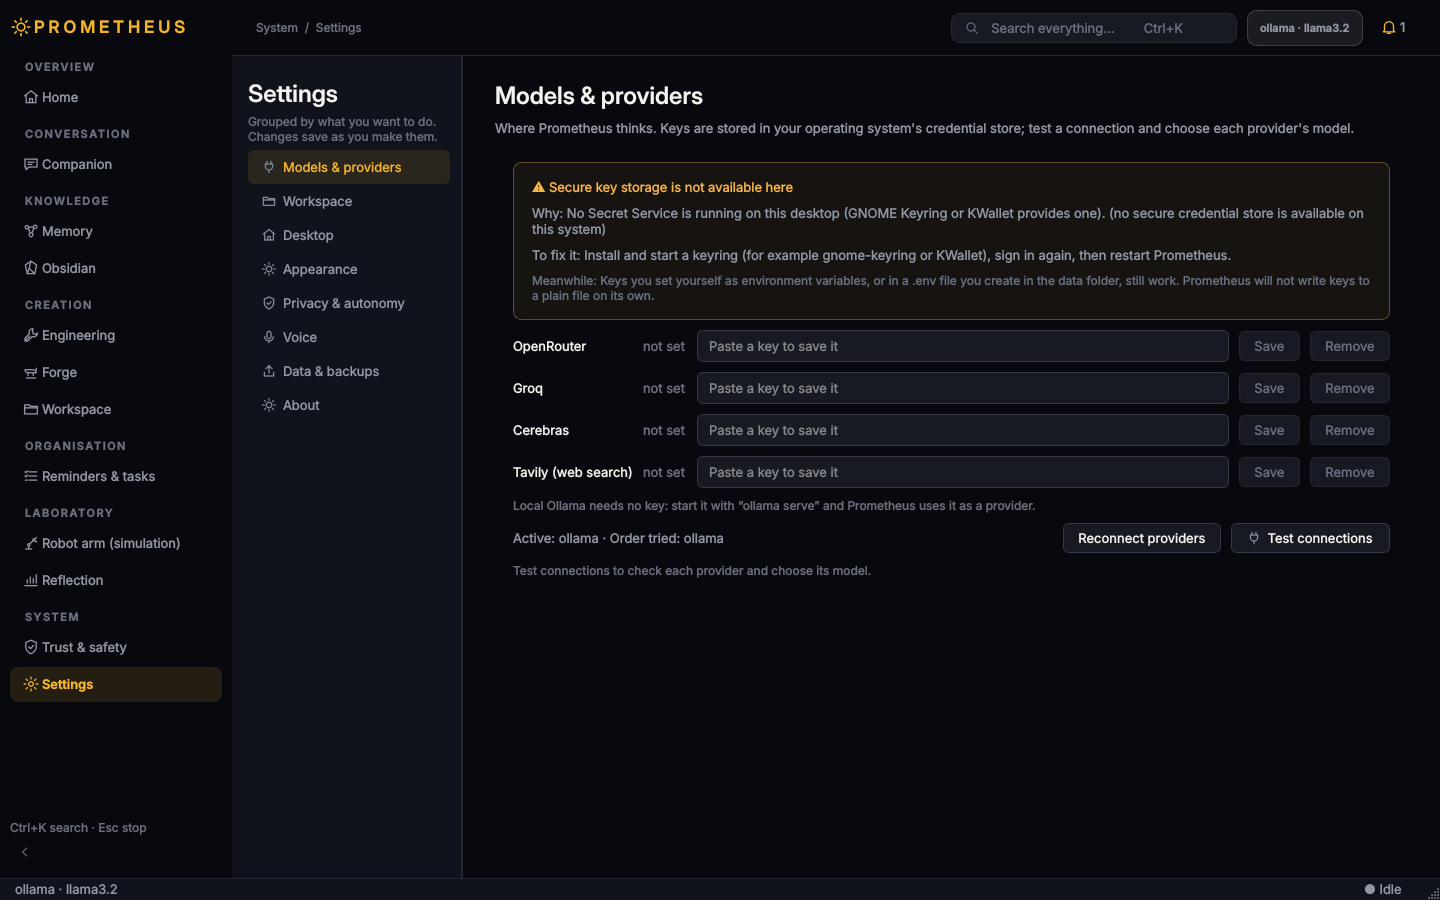 PROMETHEUS
System / Settings
Search everything... Ctrl+K
ollama · llama3.2
1
OVERVIEW
Home
CONVERSATION
Companion
KNOWLEDGE
Memory
Obsidian
CREATION
Engineering
Forge
Workspace
ORGANISATION
Reminders & tasks
LABORATORY
Robot arm (simulation)
Reflection
SYSTEM
Trust & safety
Settings
Ctrl+K search · Esc stop
Settings
Grouped by what you want to do.
Changes save as you make them.
Models & providers
Workspace
Desktop
Appearance
Privacy & autonomy
Voice
Data & backups
About
Models & providers
Where Prometheus thinks. Keys are stored in your operating system's credential store; test a connection and choose each provider's model.
Secure key storage is not available here
Why: No Secret Service is running on this desktop (GNOME Keyring or KWallet provides one). (no secure credential store is available on
this system)
To fix it: Install and start a keyring (for example gnome-keyring or KWallet), sign in again, then restart Prometheus.
Meanwhile: Keys you set yourself as environment variables, or in a .env file you create in the data folder, still work. Prometheus will not write keys to
a plain file on its own.
OpenRouter not set Paste a key to save it Save Remove
Groq not set Paste a key to save it Save Remove
Cerebras not set Paste a key to save it Save Remove
Tavily (web search) not set Paste a key to save it Save Remove
Local Ollama needs no key: start it with “ollama serve” and Prometheus uses it as a provider.
Active: ollama · Order tried: ollama Reconnect providers Test connections
Test connections to check each provider and choose its model.
ollama · llama3.2
Idle